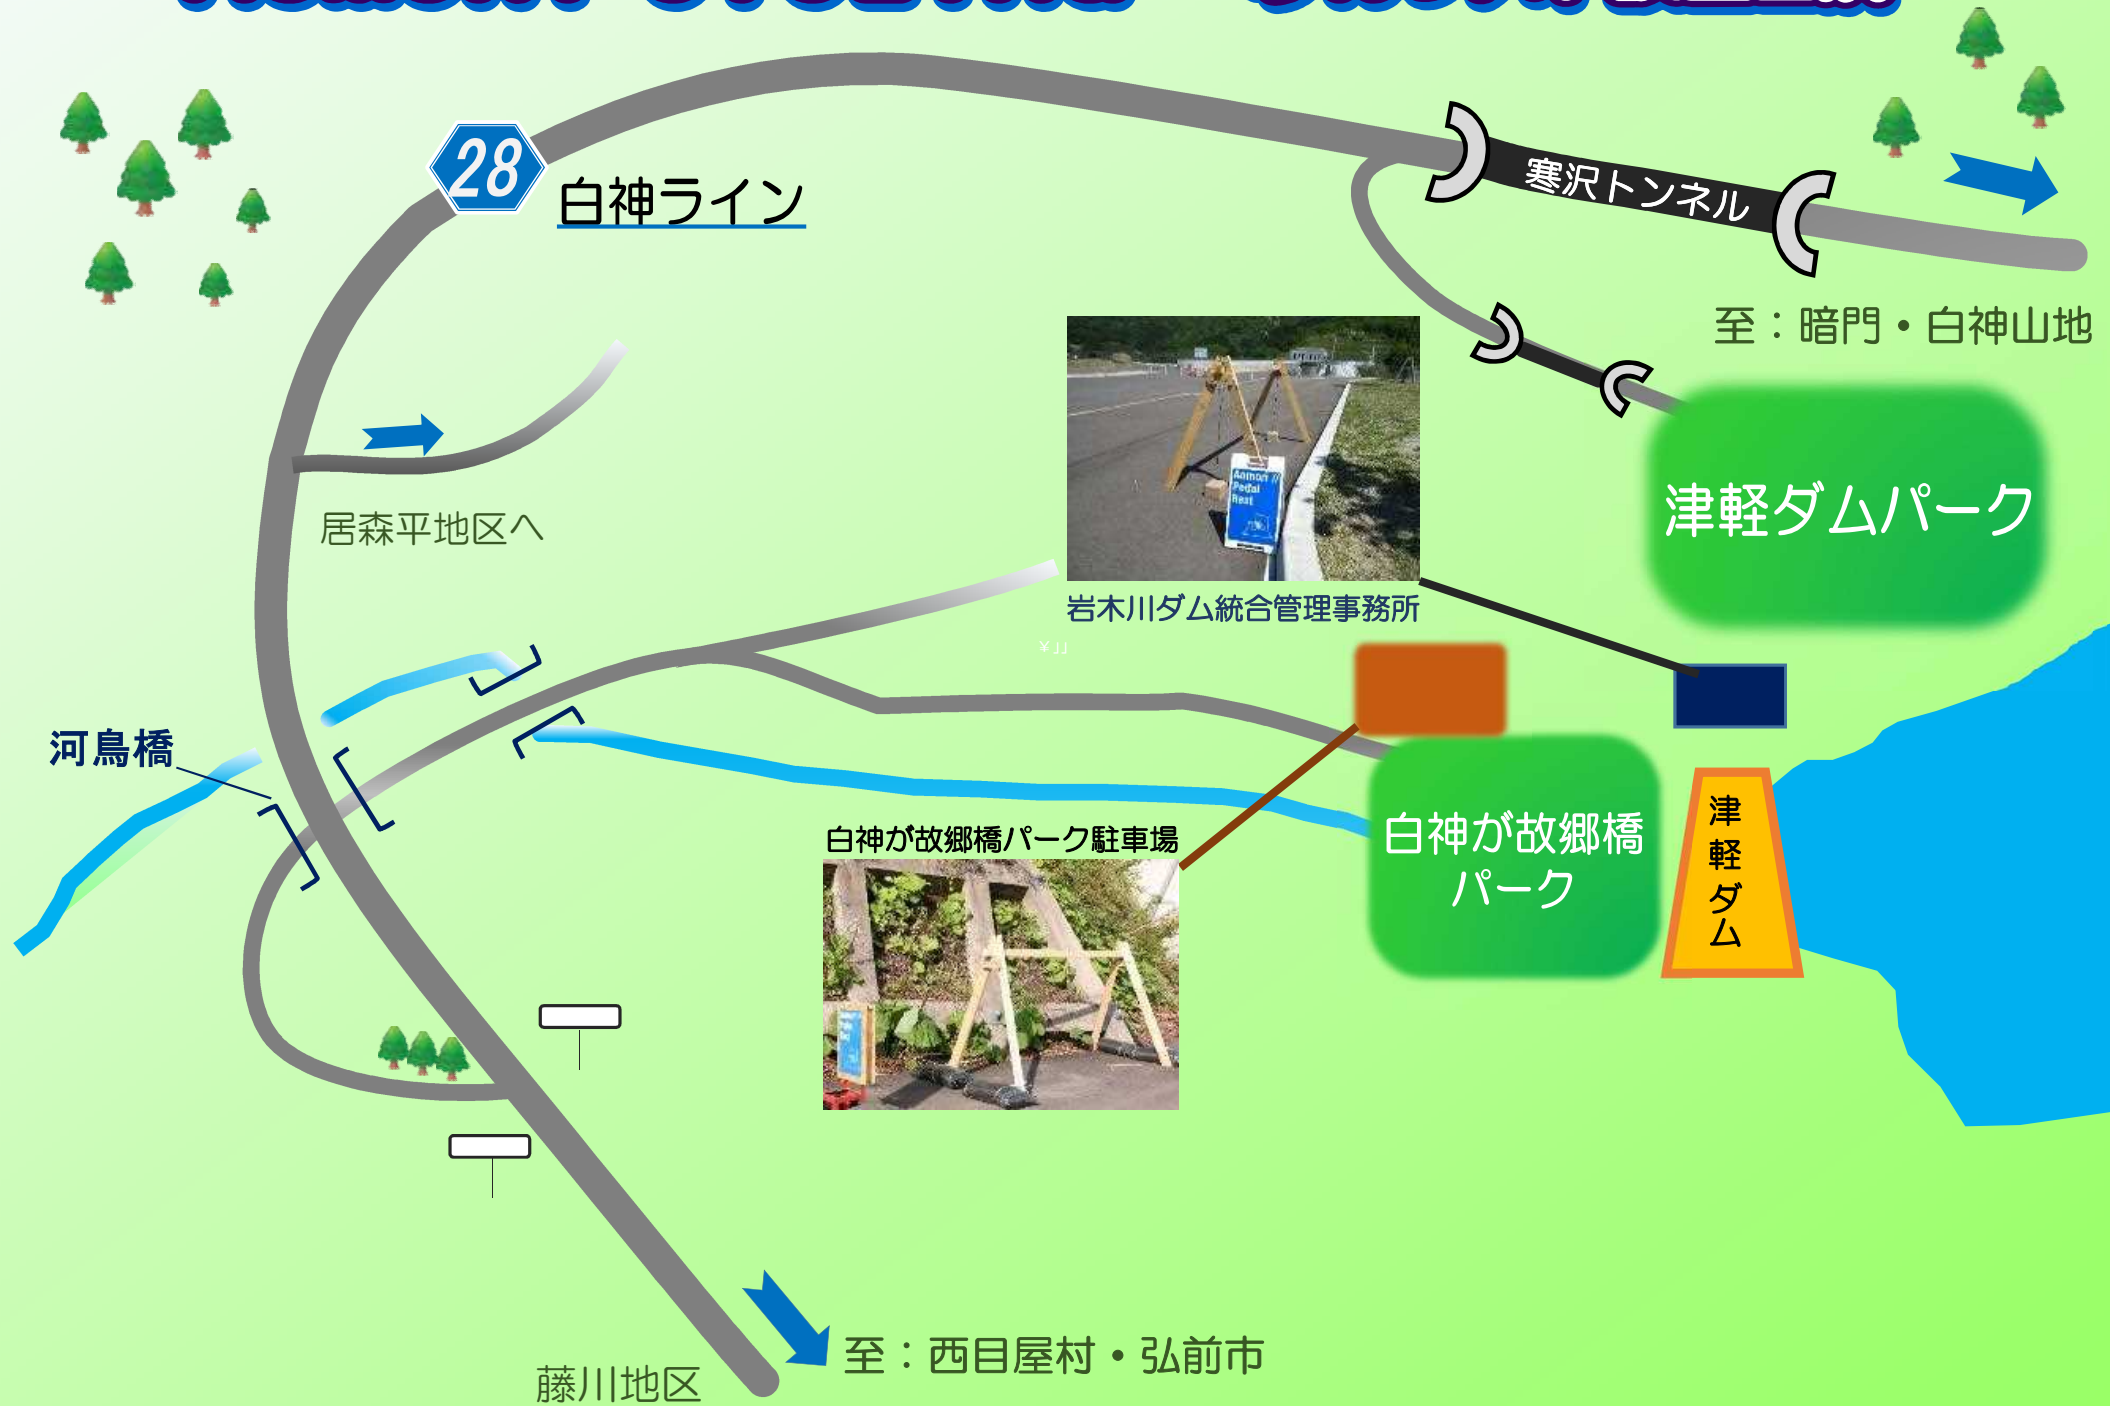 28
白神ライン
寒沢トンネル
至：暗門・白神山地
Aomori
Pedal
Rest
津軽ダムパーク
居森平地区へ
岩木川ダム統合管理事務所
河鳥橋
津軽ダム
白神が故郷橋パーク駐車場
白神が故郷橋
パーク
至：西目屋村・弘前市
藤川地区